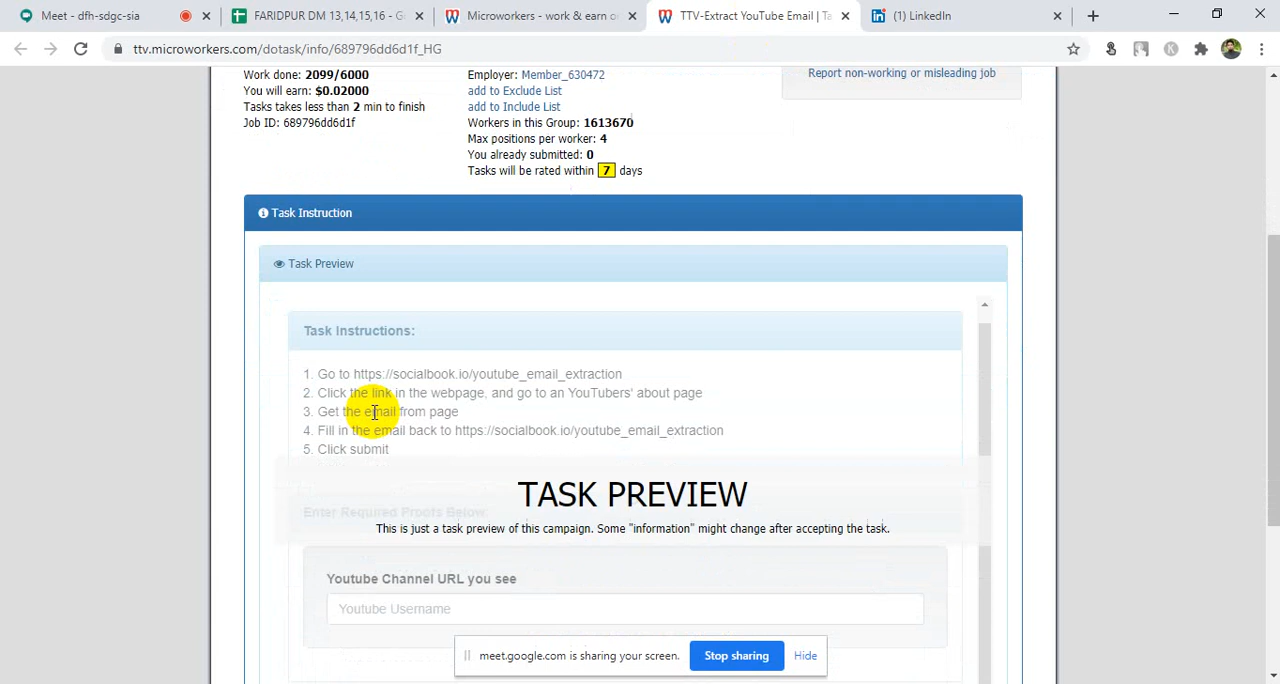 Meet - dfh-sdgc-sia
FARIDPUR DM 13,14,15,16 - G
Microworkers - work & earn o
TTV-Extract YouTube Email | Ta
(1) LinkedIn
ttv.microworkers.com/dotask/info/689796dd6d1f_HG
Work done: 2099/6000
You will earn: $0.02000
Tasks takes less than 2 min to finish
Job ID: 689796dd6d1f
Employer: Member_630472
add to Exclude List
add to Include List
Workers in this Group: 1613670
Max positions per worker: 4
You already submitted: 0
Tasks will be rated within 7 days
Report non-working or misleading job
Task Instruction
Task Preview
Task Instructions:
1. Go to https://socialbook.io/youtube_email_extraction
2. Click the link in the webpage, and go to an YouTubers' about page
3. Get the email from page
4. Fill in the email back to https://socialbook.io/youtube_email_extraction
5. Click submit
TASK PREVIEW
Enter Required Proofs Below:
This is just a task preview of this campaign. Some "information" might change after accepting the task.
Youtube Channel URL you see
Youtube Username
meet.google.com is sharing your screen.
Stop sharing
Hide